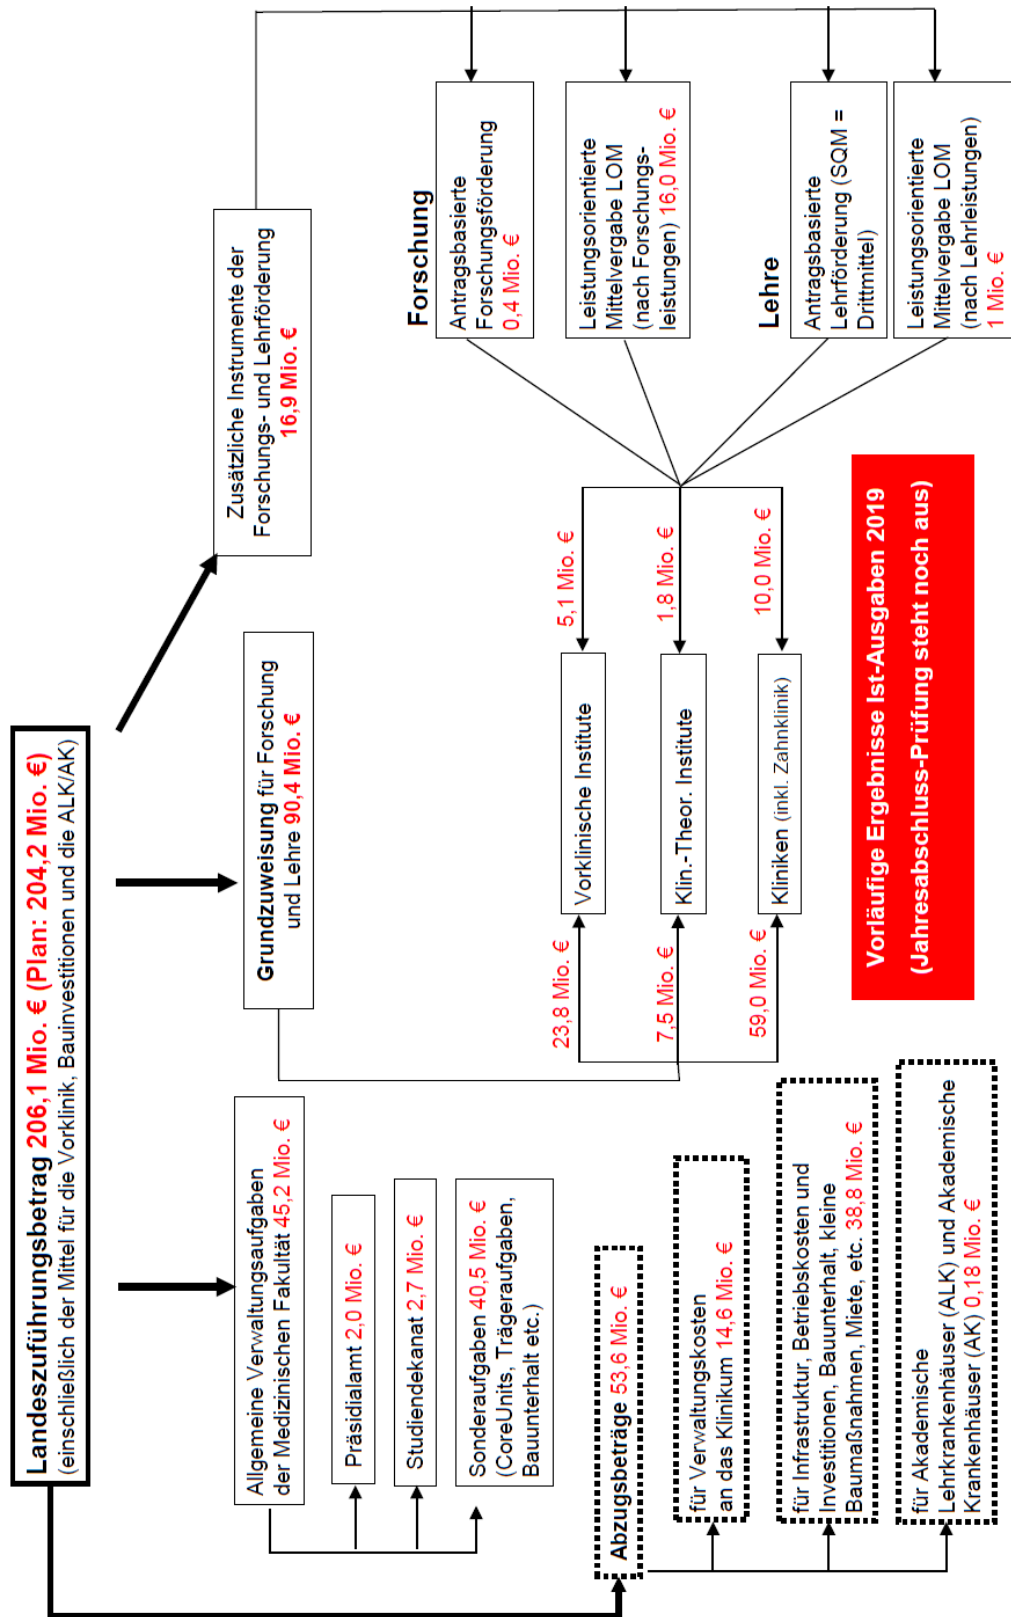 Landeszuführungsbetrag 206,1 Mio. € (Plan: 204,2 Mio. €)
(einschließlich der Mittel für die Vorklinik, Bauinvestitionen und die ALK/AK)
Allgemeine Verwaltungsaufgaben
der Medizinischen Fakultät 45,2 Mio. €
Präsidialamt 2,0 Mio. €
Studiendekanat 2,7 Mio. €
Sonderaufgaben 40,5 Mio. €
(CoreUnits, Trägeraufgaben,
Bauunterhalt etc.)
Abzugsbeträge 53,6 Mio. €
für Verwaltungskosten
an das Klinikum 14,6 Mio. €
für Infrastruktur, Betriebskosten und
Investitionen, Bauunterhalt, kleine
Baumaßnahmen, Miete, etc. 38,8 Mio. €
für Akademische
Lehrkrankenhäuser (ALK) und Akademische
Krankenhäuser (AK) 0,18 Mio. €
Grundzuweisung für Forschung
und Lehre 90,4 Mio. €
23,8 Mio. €
7,5 Mio. €
59,0 Mio. €
Vorklinische Institute
Klin.-Theor. Institute
Kliniken (inkl. Zahnklinik)
5,1 Mio. €
1,8 Mio. €
10,0 Mio. €
Zusätzliche Instrumente der
Forschungs- und Lehrförderung
16,9 Mio. €
Forschung
Antragsbasierte
Forschungsförderung
0,4 Mio. €
Leistungsorientierte
Mittelvergabe LOM
(nach Forschungs-
leistungen) 16,0 Mio. €
Lehre
Antragsbasierte
Lehrförderung (SQM =
Drittmittel)
Leistungsorientierte
Mittelvergabe LOM
(nach Lehrleistungen)
1 Mio. €
Vorläufige Ergebnisse Ist-Ausgaben 2019
(Jahresabschluss-Prüfung steht noch aus)